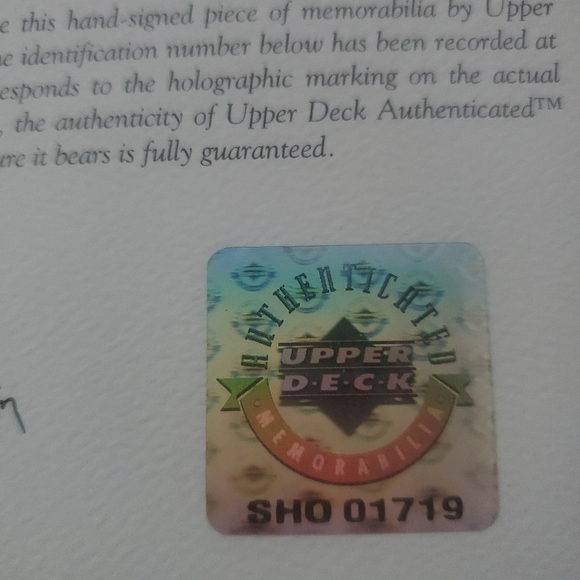 e this hand-signed piece of memorabilia by Upper
e identification number below has been recorded at
esponds to the holographic marking on the actual
, the authenticity of Upper Deck Authenticated™
ure it bears is fully guaranteed.
AUTHENTICATED
UPPER
D·E·C·K
MEMORABILIA
SHO 01719